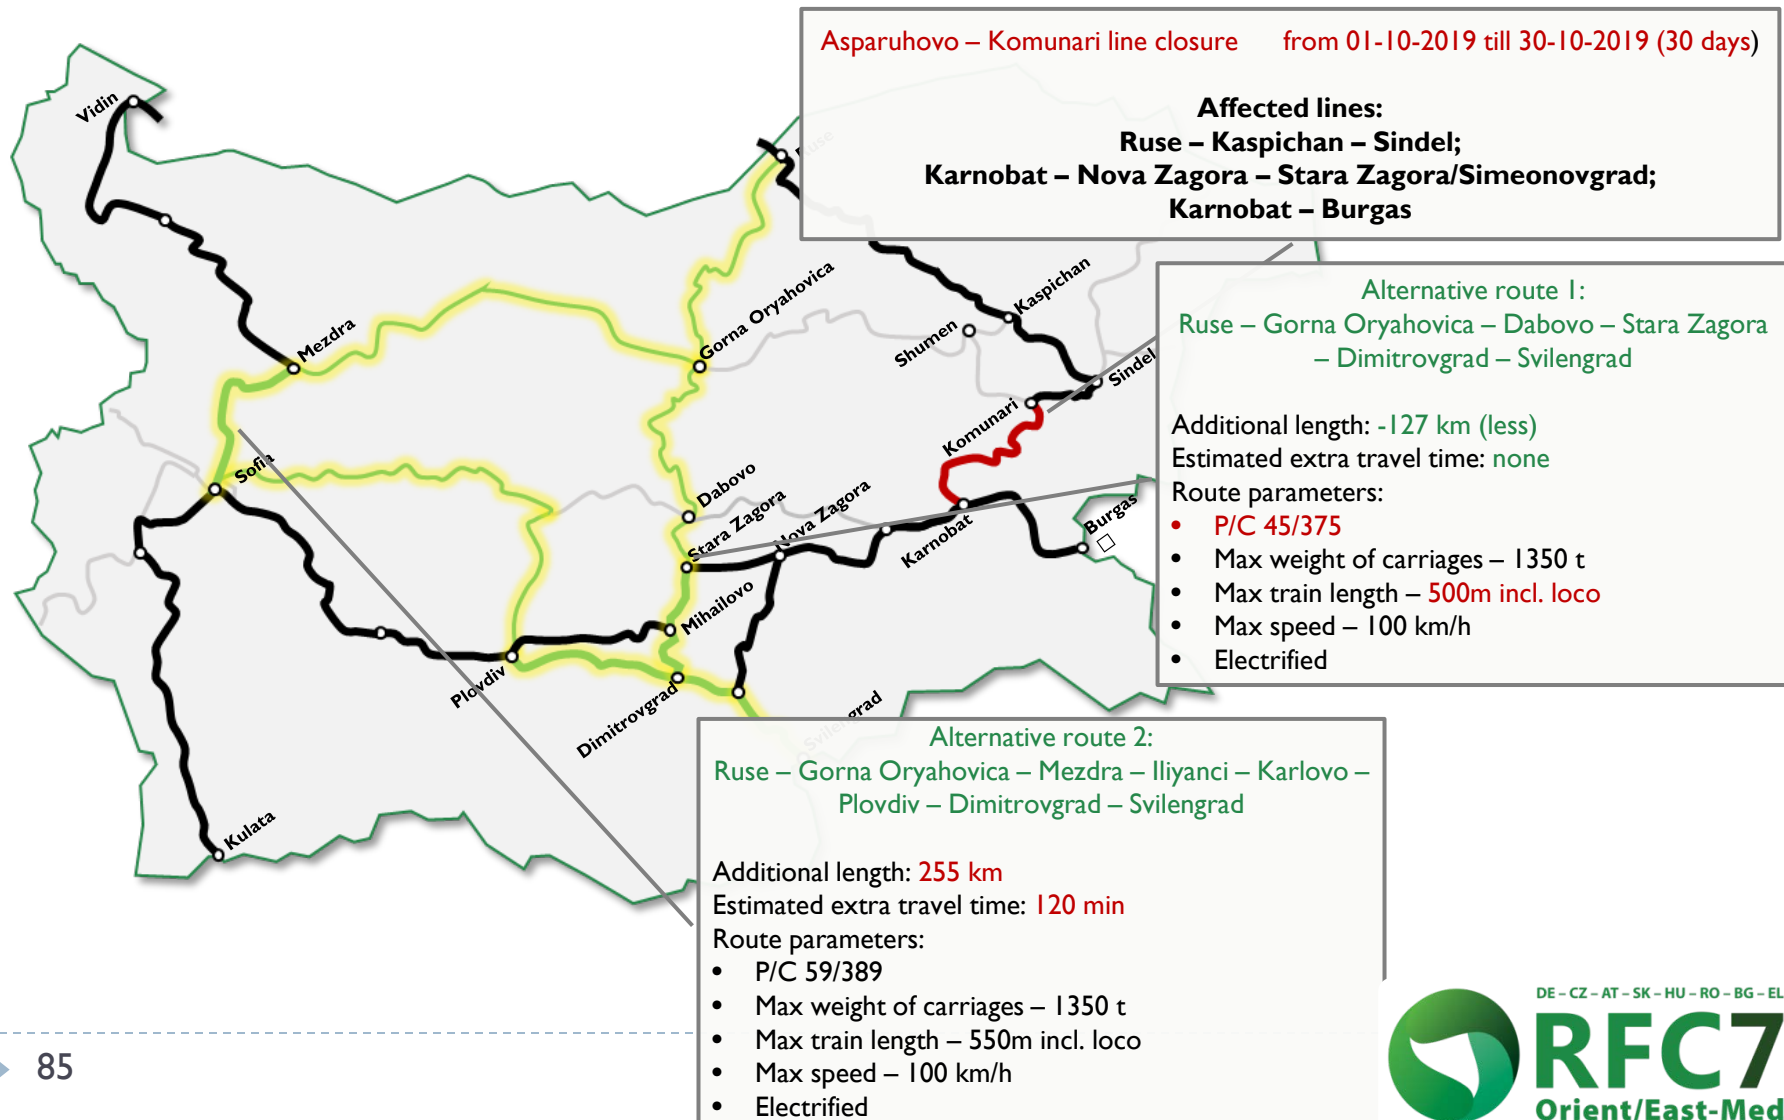 Asparuhovo – Komunari line closure from 01-10-2019 till 30-10-2019 (30 days)
Affected lines:
Ruse – Kaspichan – Sindel;
Karnobat – Nova Zagora – Stara Zagora/Simeonovgrad;
Karnobat – Burgas
Vidin
Ruse
Kaspichan
Gorna Oryahovica
Shumen
Mezdra
Sindel
Komunari
Sofia
Dabovo
Stara Zagora
Nova Zagora
Karnobat
Burgas
Mihailovo
Plovdiv
Dimitrovgrad
Svilengrad
Kulata
Alternative route 1:
Ruse – Gorna Oryahovica – Dabovo – Stara Zagora
– Dimitrovgrad – Svilengrad
Additional length: -127 km (less)
Estimated extra travel time: none
Route parameters:
• P/C 45/375
• Max weight of carriages – 1350 t
• Max train length – 500m incl. loco
• Max speed – 100 km/h
• Electrified
Alternative route 2:
Ruse – Gorna Oryahovica – Mezdra – Iliyanci – Karlovo –
Plovdiv – Dimitrovgrad – Svilengrad
Additional length: 255 km
Estimated extra travel time: 120 min
Route parameters:
• P/C 59/389
• Max weight of carriages – 1350 t
• Max train length – 550m incl. loco
• Max speed – 100 km/h
• Electrified
85
DE – CZ – AT – SK – HU – RO – BG – EL
RFC7
Orient/East-Med